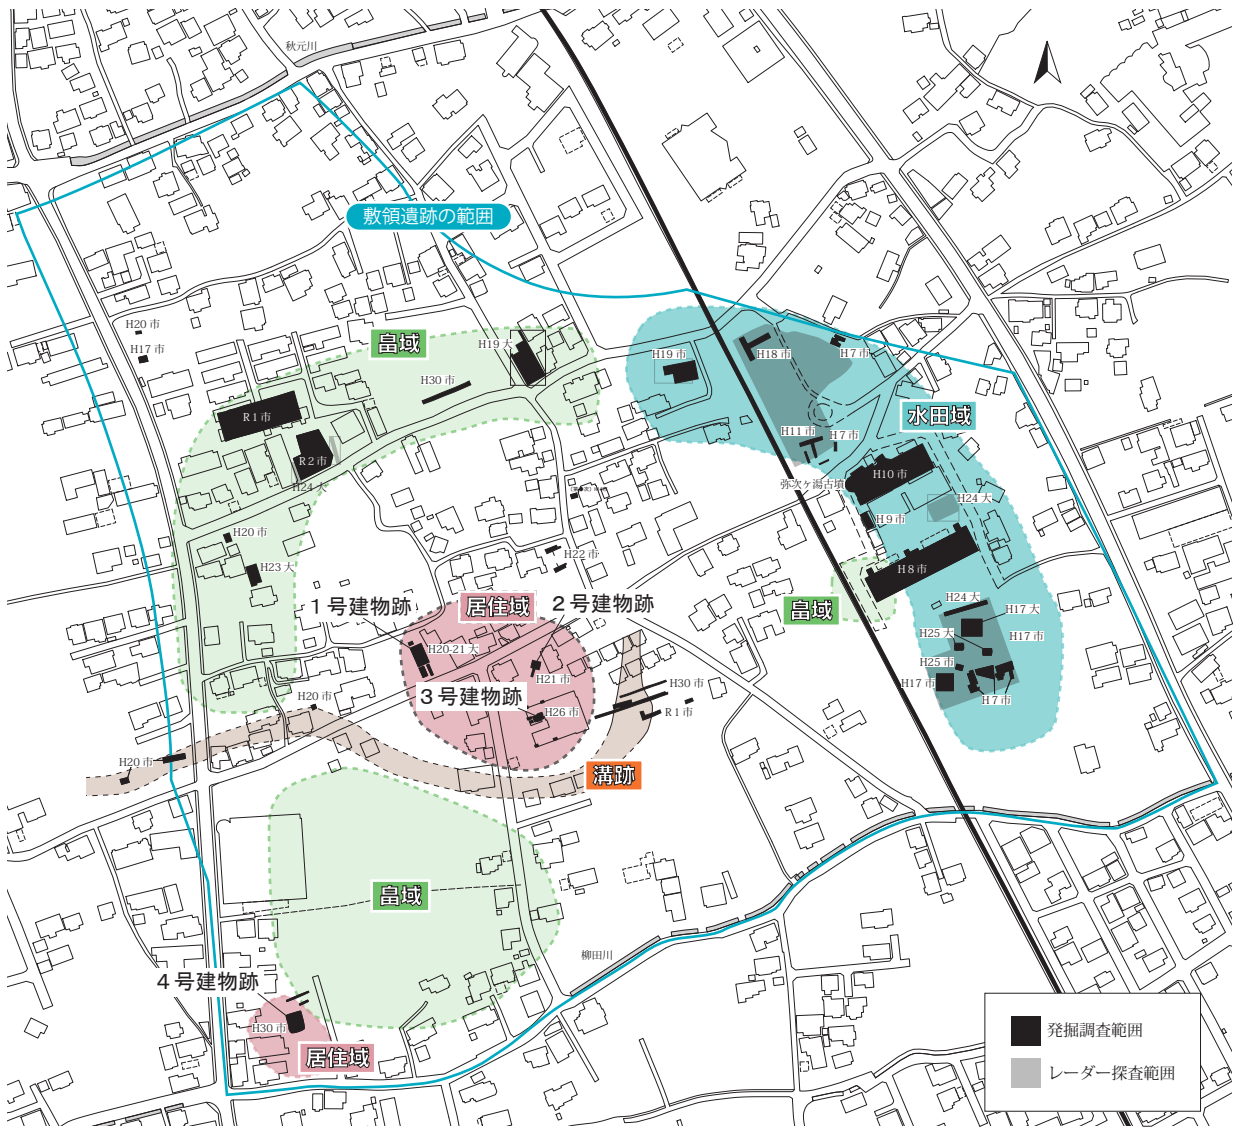 秋元川
敷領遺跡の範囲
H20 市
H17 市
畠域
H19 大
H30 市
H19 市
H18 市
H7 市
水田域
R1 市
R2 市
H24 大
H11 市
H7 市
弥次ヶ湯古墳
H10 市
H24 大
H9 市
H8 市
H20 市
H23 大
H22 市
1号建物跡
居住域
2号建物跡
畠域
H24 大
H17 大
H25 大
H17 市
H20-21 大
H21 市
H25 市
H17 市
H7 市
3号建物跡
H26 市
H30 市
R1 市
H20 市
H20 市
溝跡
畠域
柳田川
4号建物跡
H30 市
居住域
発掘調査範囲
レーダー探査範囲